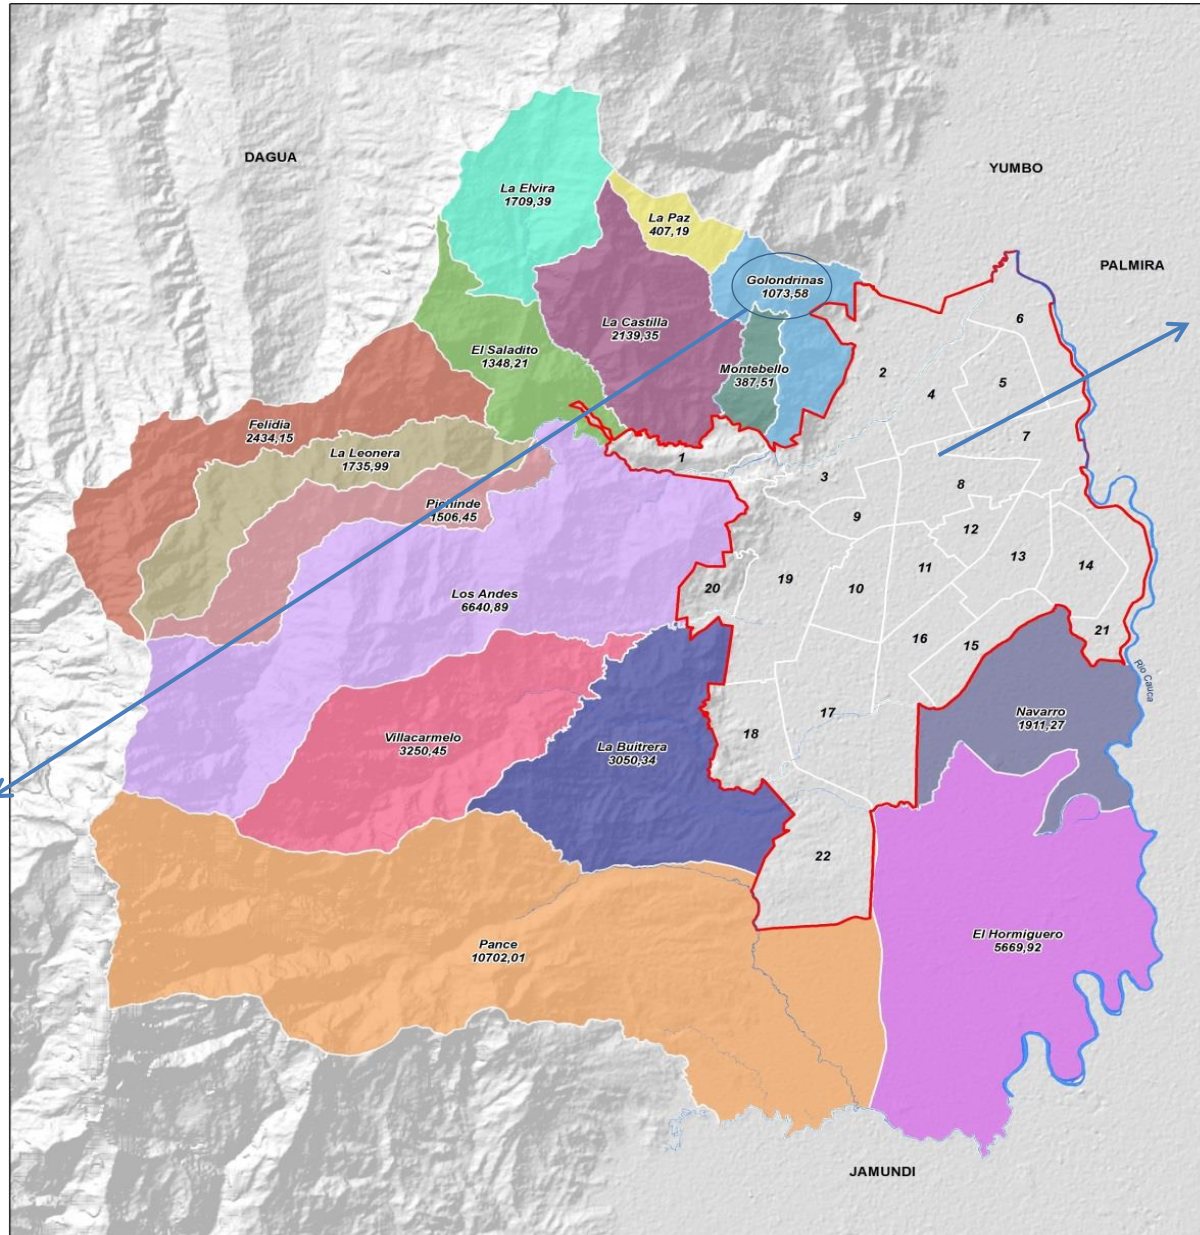 DAGUA
YUMBO
PALMIRA
La Elvira
1709,39
La Paz
407,19
Golondrinas
1073,58
La Castilla
2139,35
El Saladito
1348,21
Montebello
387,51
Felidia
2434,15
La Leonera
1735,99
Pichinde
1506,45
Los Andes
6640,89
Villacarmelo
3250,45
La Buitrera
3050,34
Pance
10702,01
Navarro
1911,27
El Hormiguero
5669,92
6
2
4
5
7
1
3
8
9
12
13
14
11
10
19
20
16
15
21
17
18
22
Rio Cauca
JAMUNDI